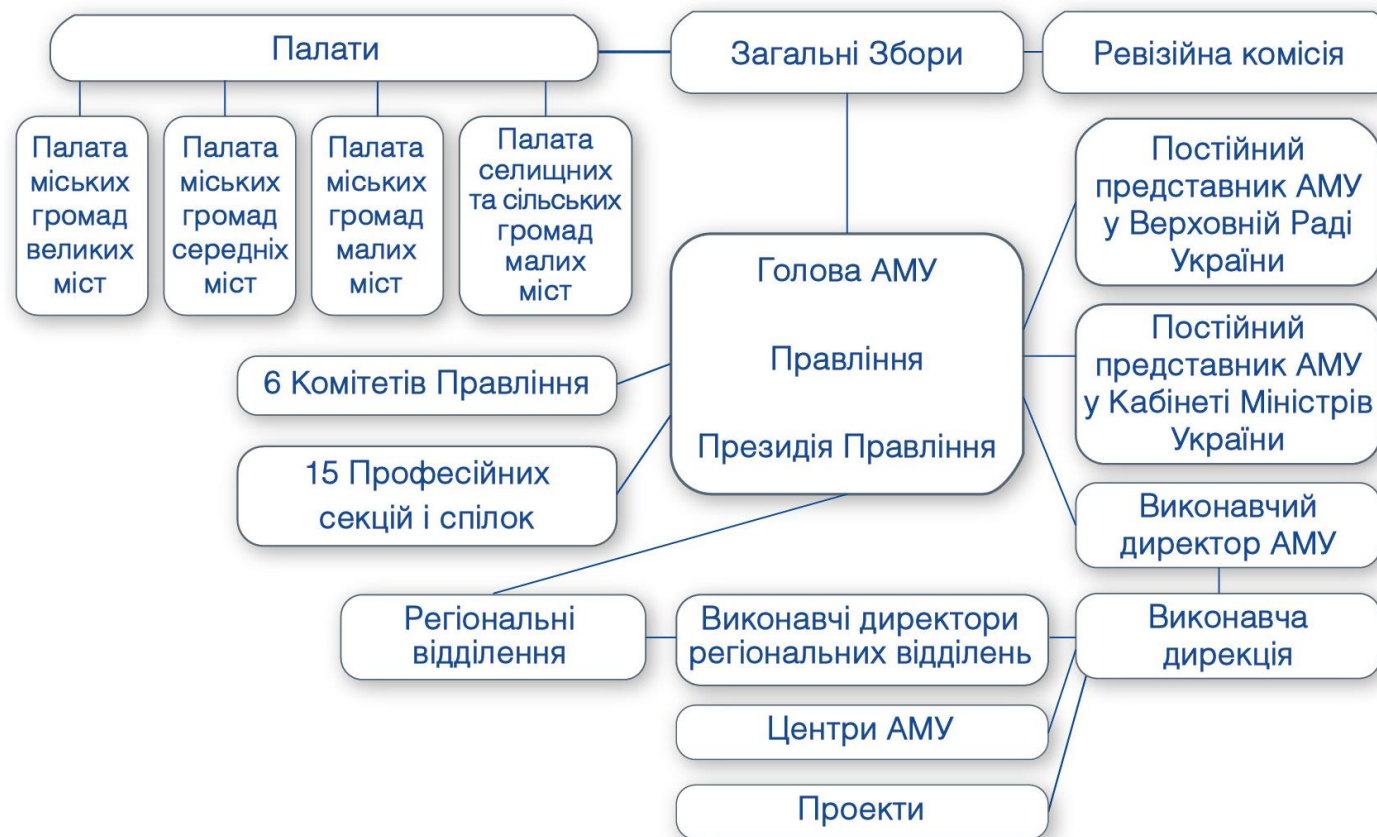 Палати
Загальні Збори
Ревізійна комісія
Палата
міських
громад
великих
міст
Палата
міських
громад
середніх
міст
Палата
міських
громад
малих
міст
Палата
селищних
та сільських
громад
малих
міст
Постійний
представник АМУ
у Верховній Раді
України
Голова АМУ
Правління
Президія Правління
Постійний
представник АМУ
у Кабінеті Міністрів
України
6 Комітетів Правління
15 Професійних
секцій і спілок
Виконавчий
директор АМУ
Регіональні
відділення
Виконавчі директори
регіональних відділень
Виконавча
дирекція
Центри АМУ
Проекти